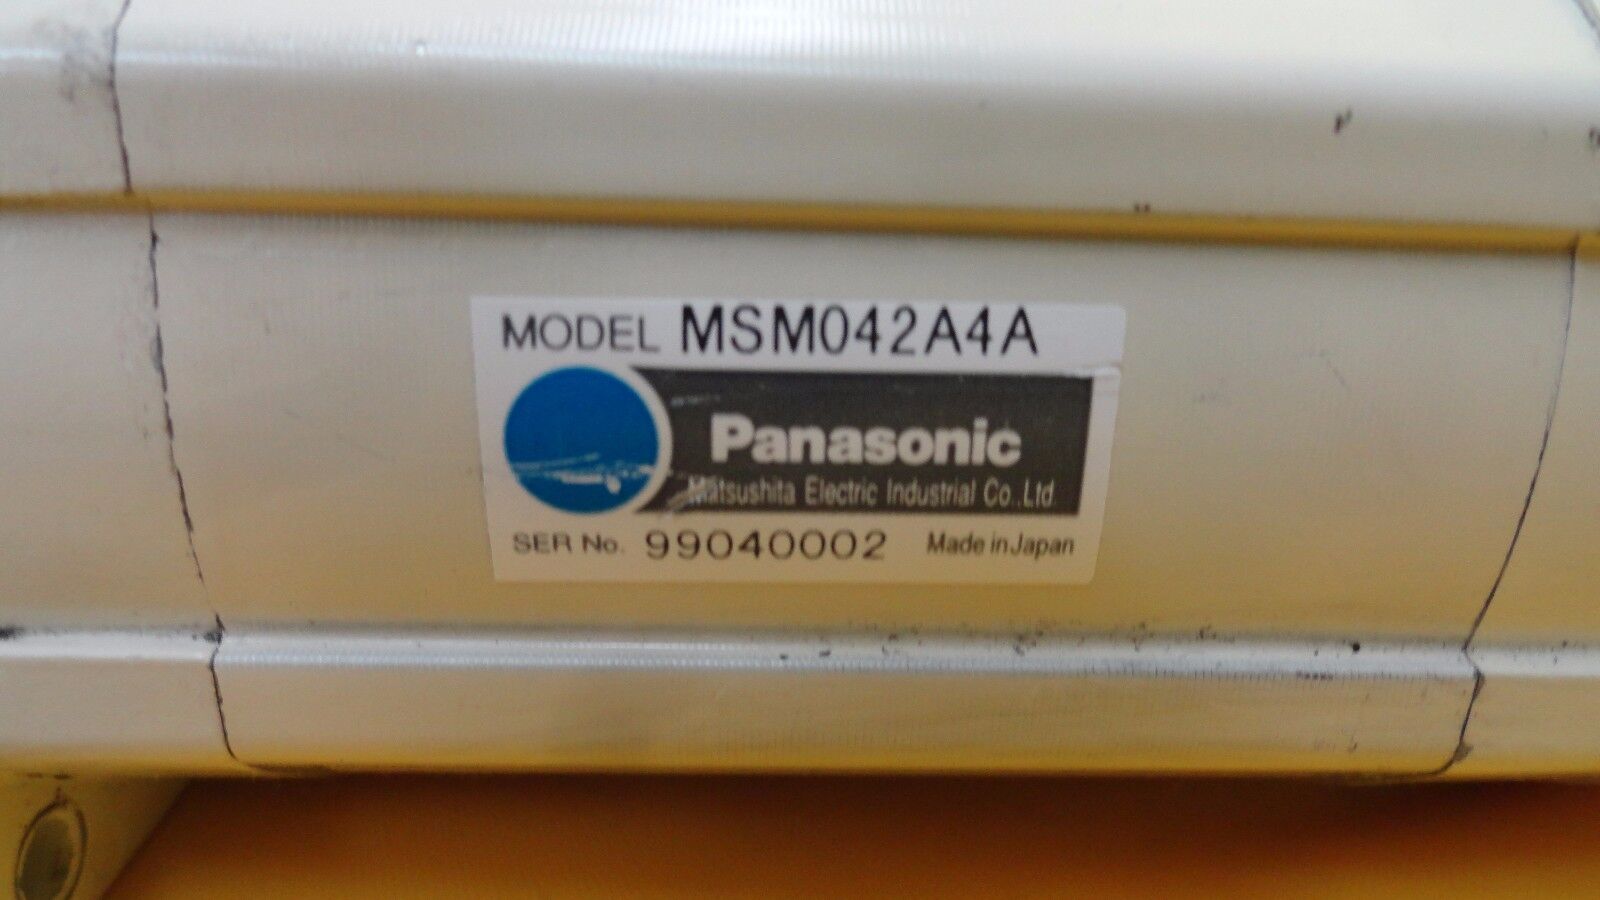 MODEL MSM042A4A
Panasonic
Matsushita Electric Industrial Co.,Ltd.
SER No. 99040002 Made in Japan